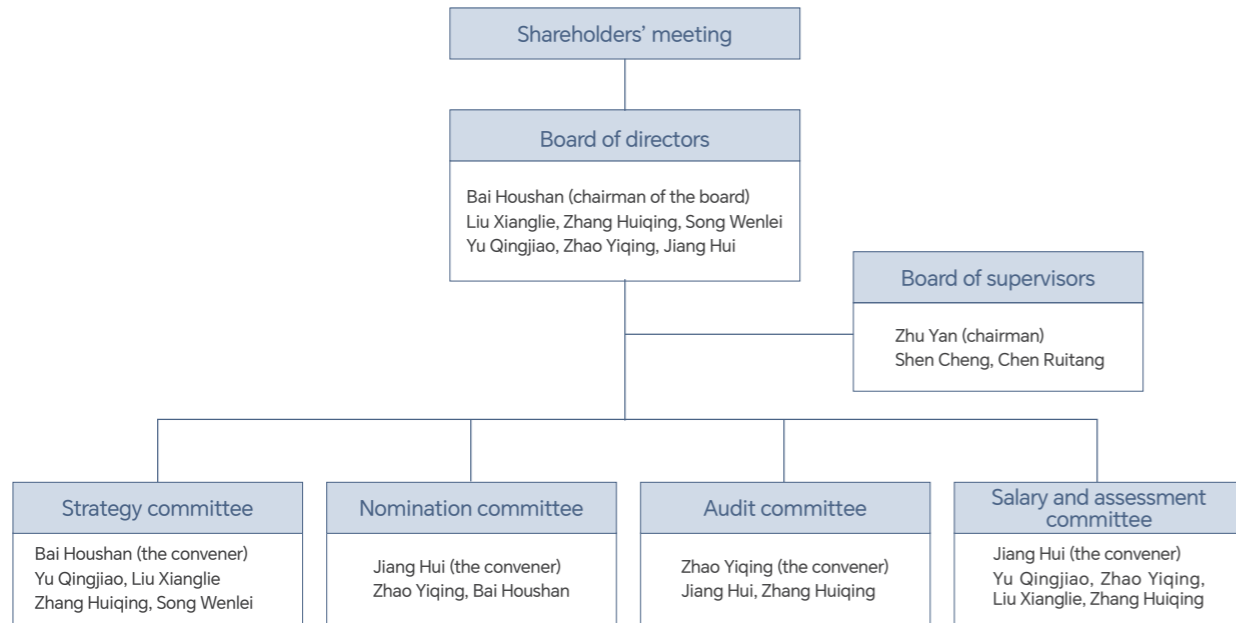 Shareholders’ meeting
Board of directors
Bai Houshan (chairman of the board)
Liu Xianglie, Zhang Huiqing, Song Wenlei
Yu Qingjiao, Zhao Yiqing, Jiang Hui
Board of supervisors
Zhu Yan (chairman)
Shen Cheng, Chen Ruitang
Strategy committee
Bai Houshan (the convener)
Yu Qingjiao, Liu Xianglie
Zhang Huiqing, Song Wenlei
Nomination committee
Jiang Hui (the convener)
Zhao Yiqing, Bai Houshan
Audit committee
Zhao Yiqing (the convener)
Jiang Hui, Zhang Huiqing
Salary and assessment
committee
Jiang Hui (the convener)
Yu Qingjiao, Zhao Yiqing,
Liu Xianglie, Zhang Huiqing